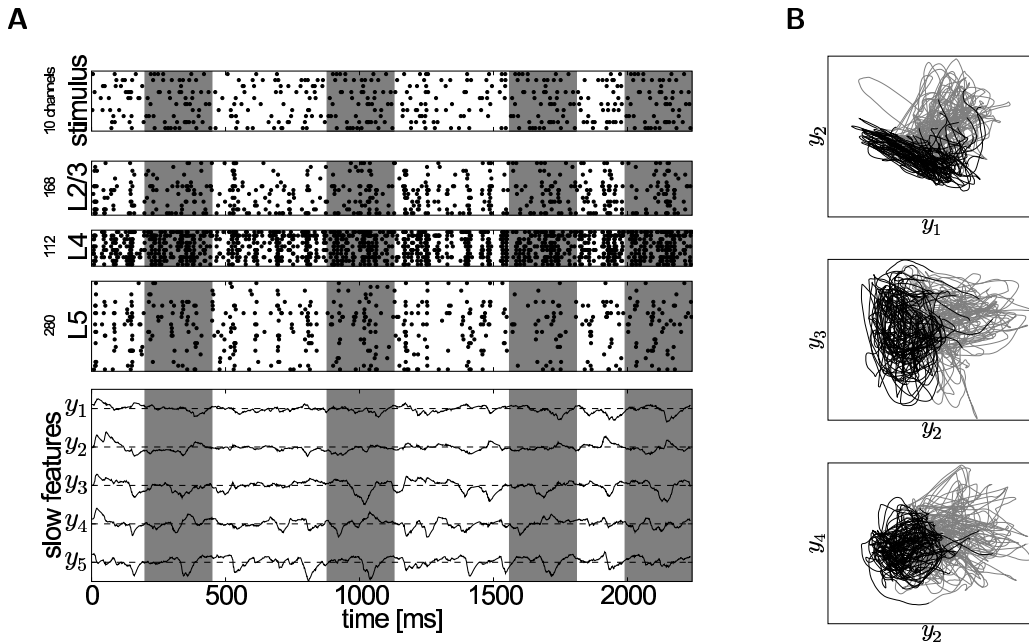 A
B
10 channels
stimulus
168
L2/3
112
L4
280
L5
slow features
y1
y2
y3
y4
y5
0
500
1000
1500
2000
time [ms]
y2
y1
y3
y2
y4
y2